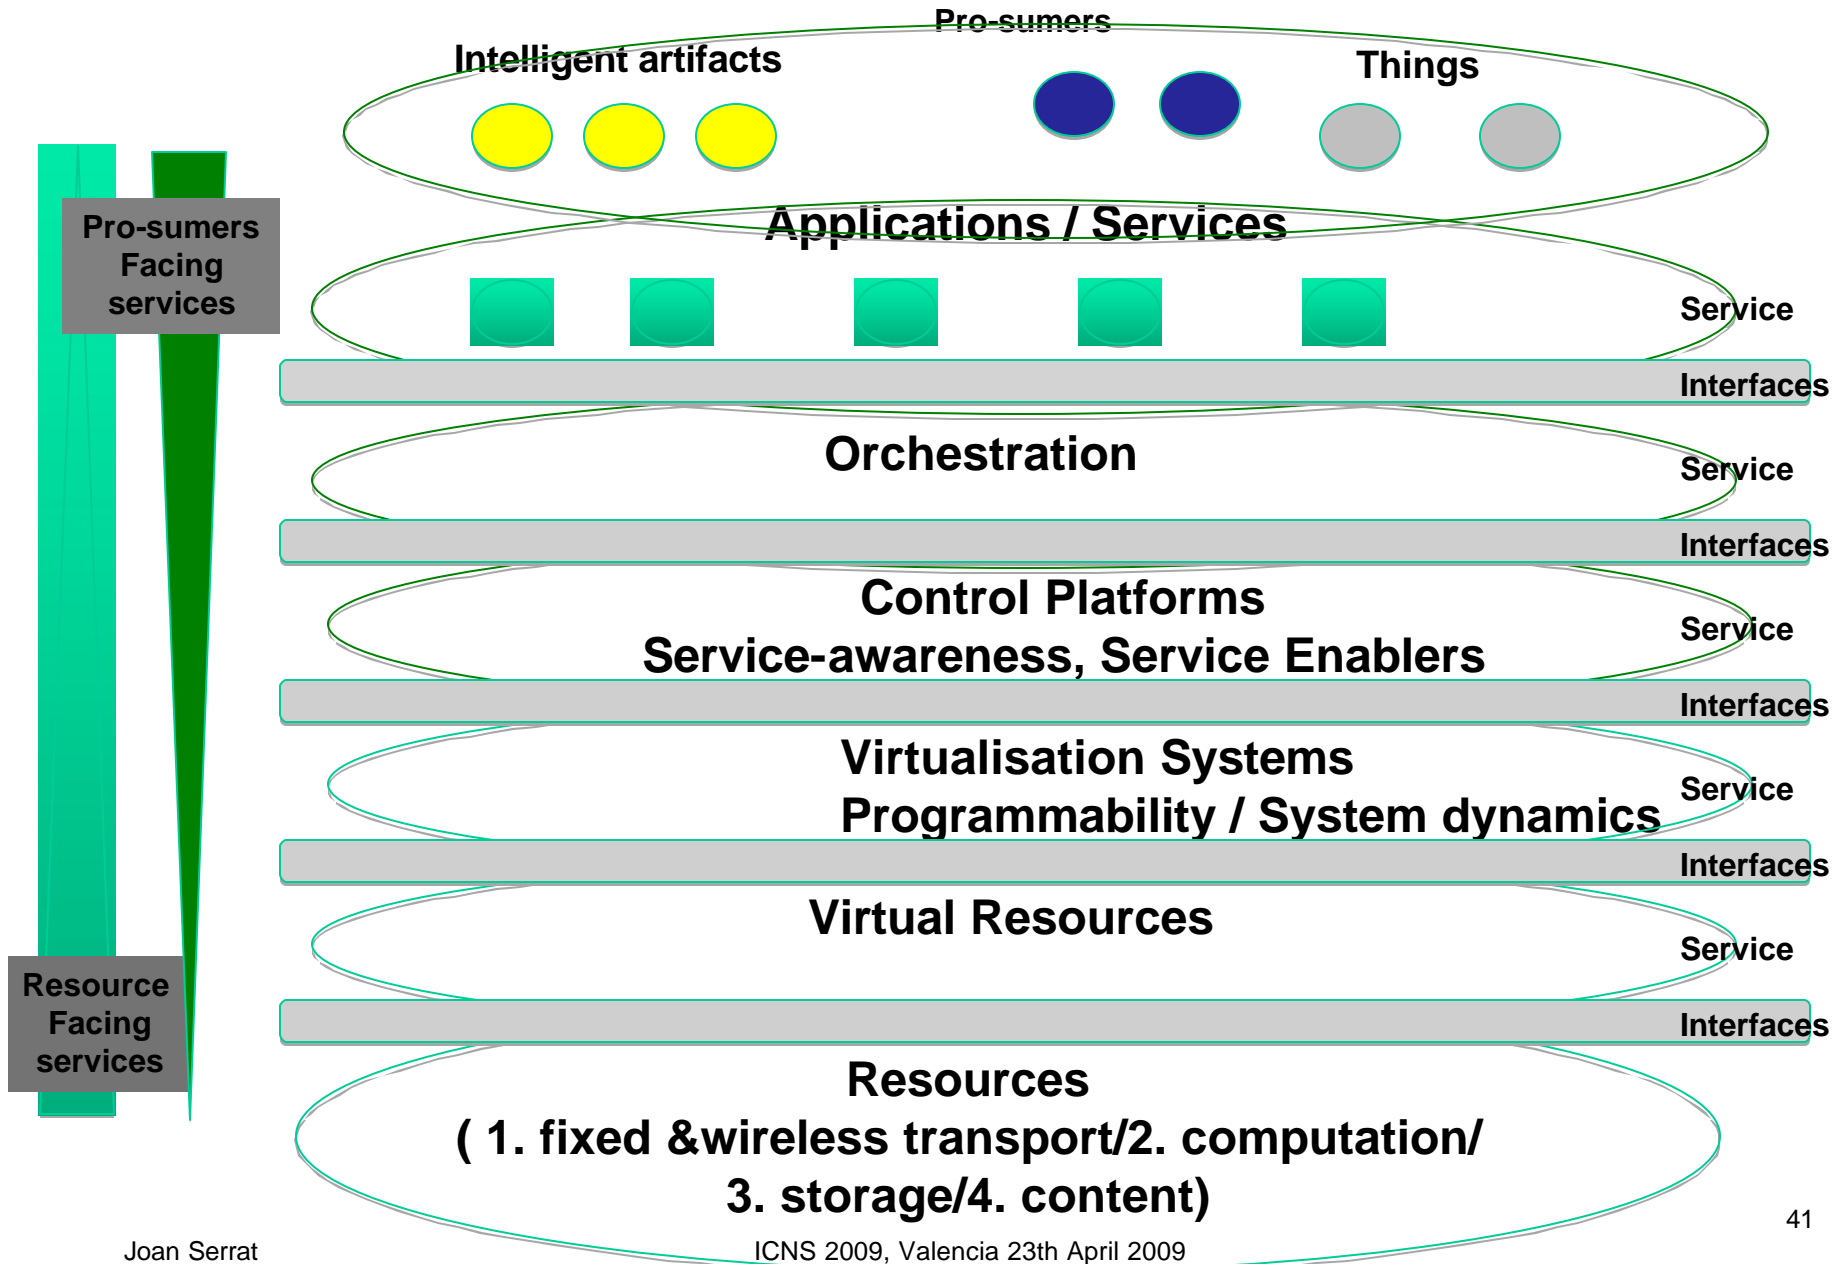 Pro-sumers
Intelligent artifacts
Things
Pro-sumers
Facing
services
Applications / Services
Service
Interfaces
Orchestration
Service
Interfaces
Control Platforms
Service-awareness, Service Enablers
Service
Interfaces
Virtualisation Systems
Programmability / System dynamics
Service
Interfaces
Virtual Resources
Service
Interfaces
Resource
Facing
services
Resources
( 1. fixed &wireless transport/2. computation/
3. storage/4. content)
Joan Serrat
ICNS 2009, Valencia 23th April 2009
41